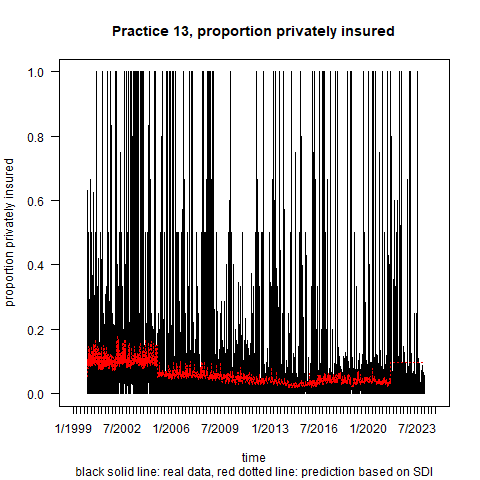 Practice 13, proportion privately insured
proportion privately insured
1.0
0.8
0.6
0.4
0.2
0.0
1/1999 7/2002 1/2006 7/2009 1/2013 7/2016 1/2020 7/2023
time
black solid line: real data, red dotted line: prediction based on SDI